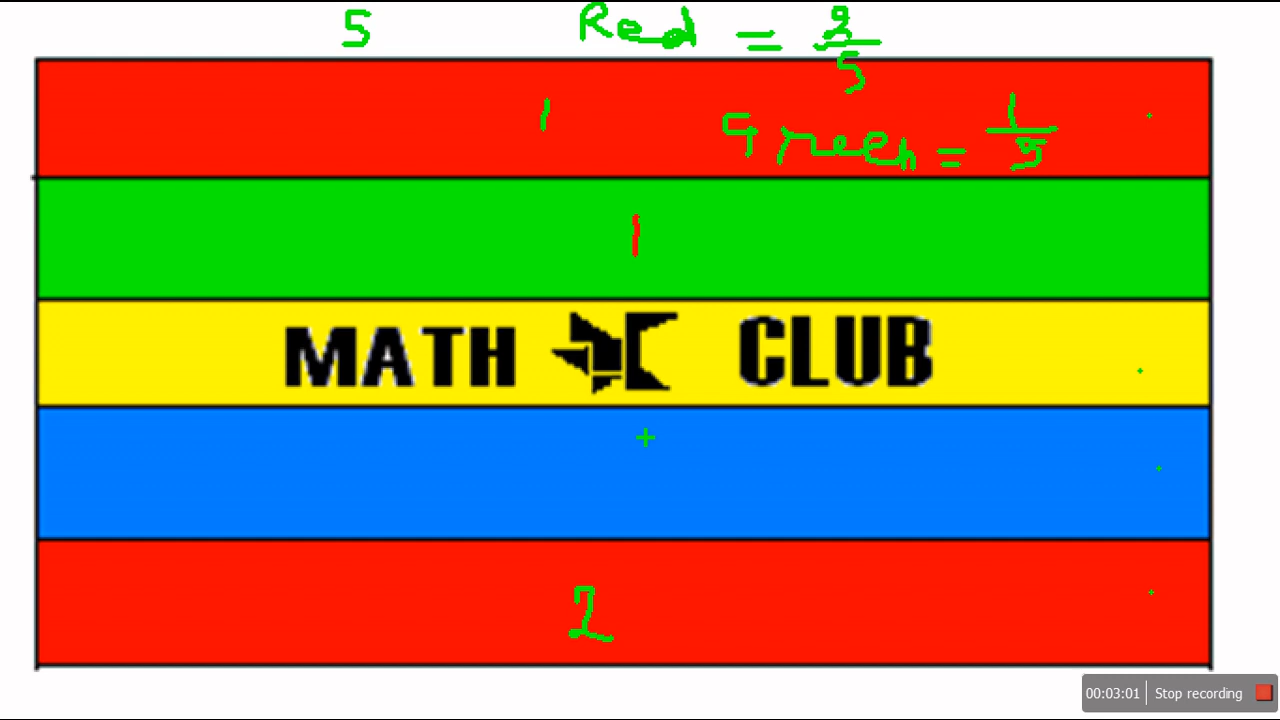 5 Red = 2/5
1 Green = 1/5
1
MATH CLUB
2
00:03:01 Stop recording